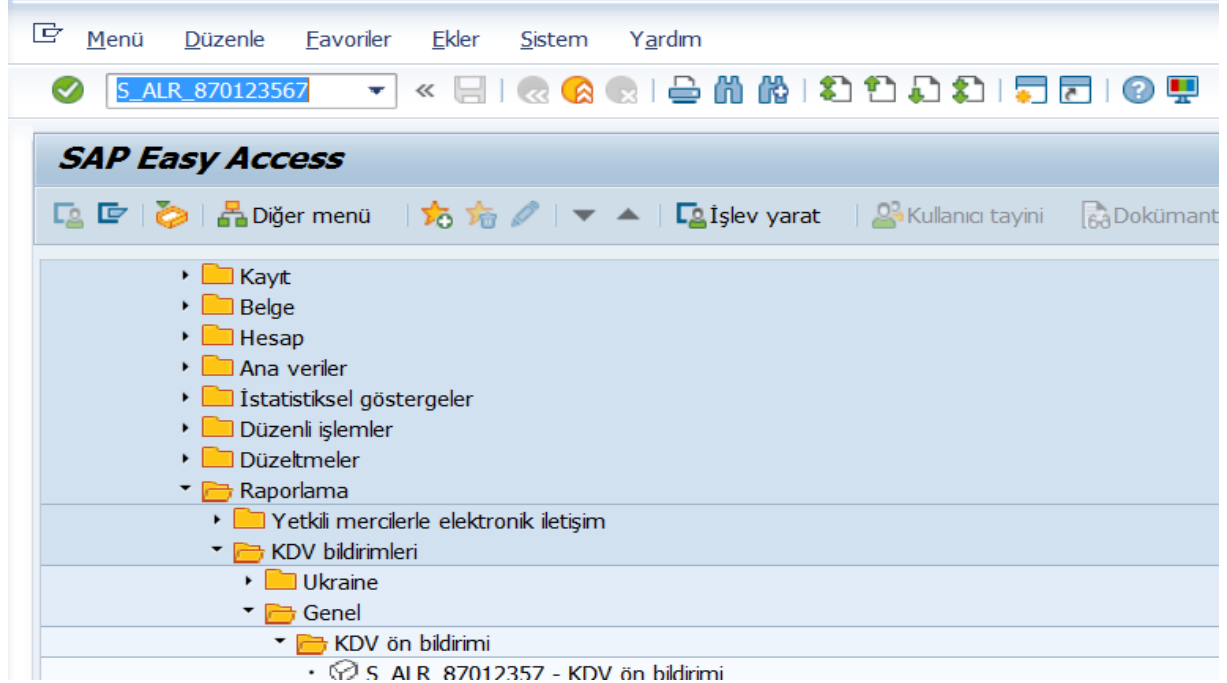 Menü Düzenle Favoriler Ekler Sistem Yardım
S_ALR_870123567
SAP Easy Access
Diğer menü İşlev yarat Kullanıcı tayini Dokümant
Kayıt
Belge
Hesap
Ana veriler
İstatistiksel göstergeler
Düzenli işlemler
Düzeltmeler
Raporlama
Yetkili mercilerle elektronik iletişim
KDV bildirimleri
Ukraine
Genel
KDV ön bildirimi
S_ALR_87012357 - KDV ön bildirimi